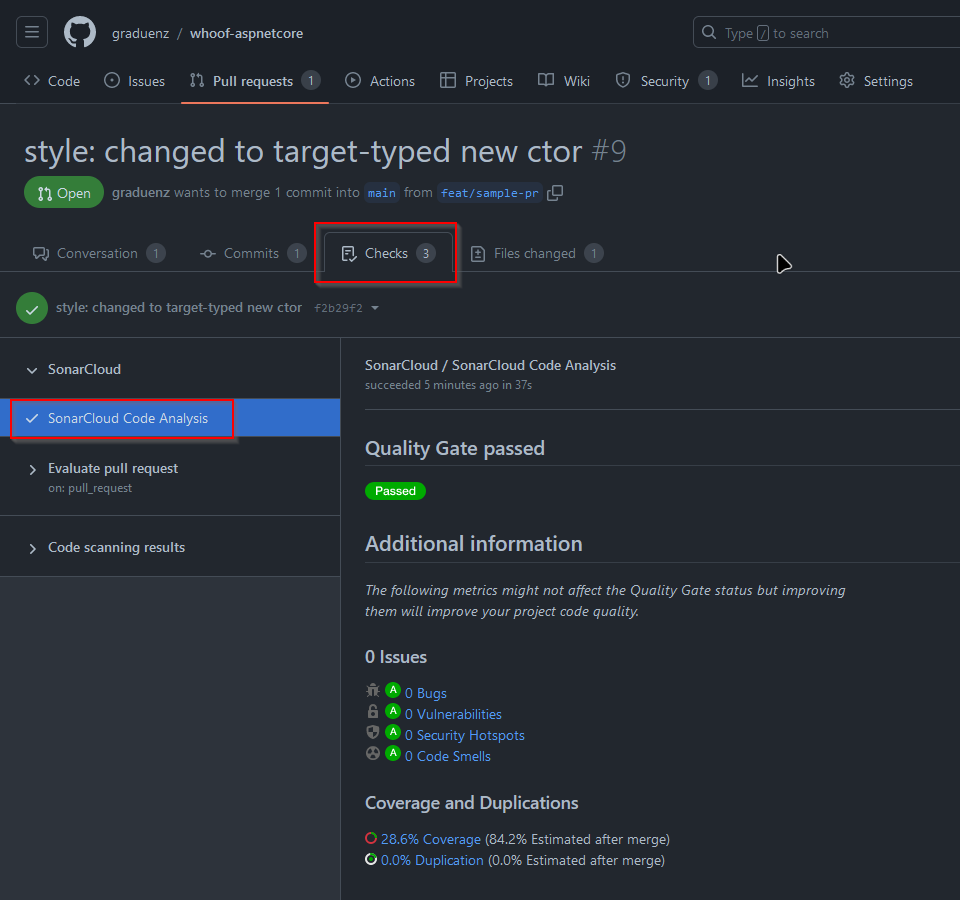 graduenz / whoof-aspnetcore
Type / to search
Code Issues Pull requests 1 Actions Projects Wiki Security 1 Insights Settings
style: changed to target-typed new ctor #9
Open graduenz wants to merge 1 commit into main from feat/sample-pr
Conversation 1 Commits 1 Checks 3 Files changed 1
style: changed to target-typed new ctor f2b29f2
SonarCloud
SonarCloud Code Analysis
Evaluate pull request
on: pull_request
Code scanning results
SonarCloud / SonarCloud Code Analysis
succeeded 5 minutes ago in 37s
Quality Gate passed
Passed
Additional information
The following metrics might not affect the Quality Gate status but improving
them will improve your project code quality.
0 Issues
A 0 Bugs
A 0 Vulnerabilities
A 0 Security Hotspots
A 0 Code Smells
Coverage and Duplications
28.6% Coverage (84.2% Estimated after merge)
0.0% Duplication (0.0% Estimated after merge)